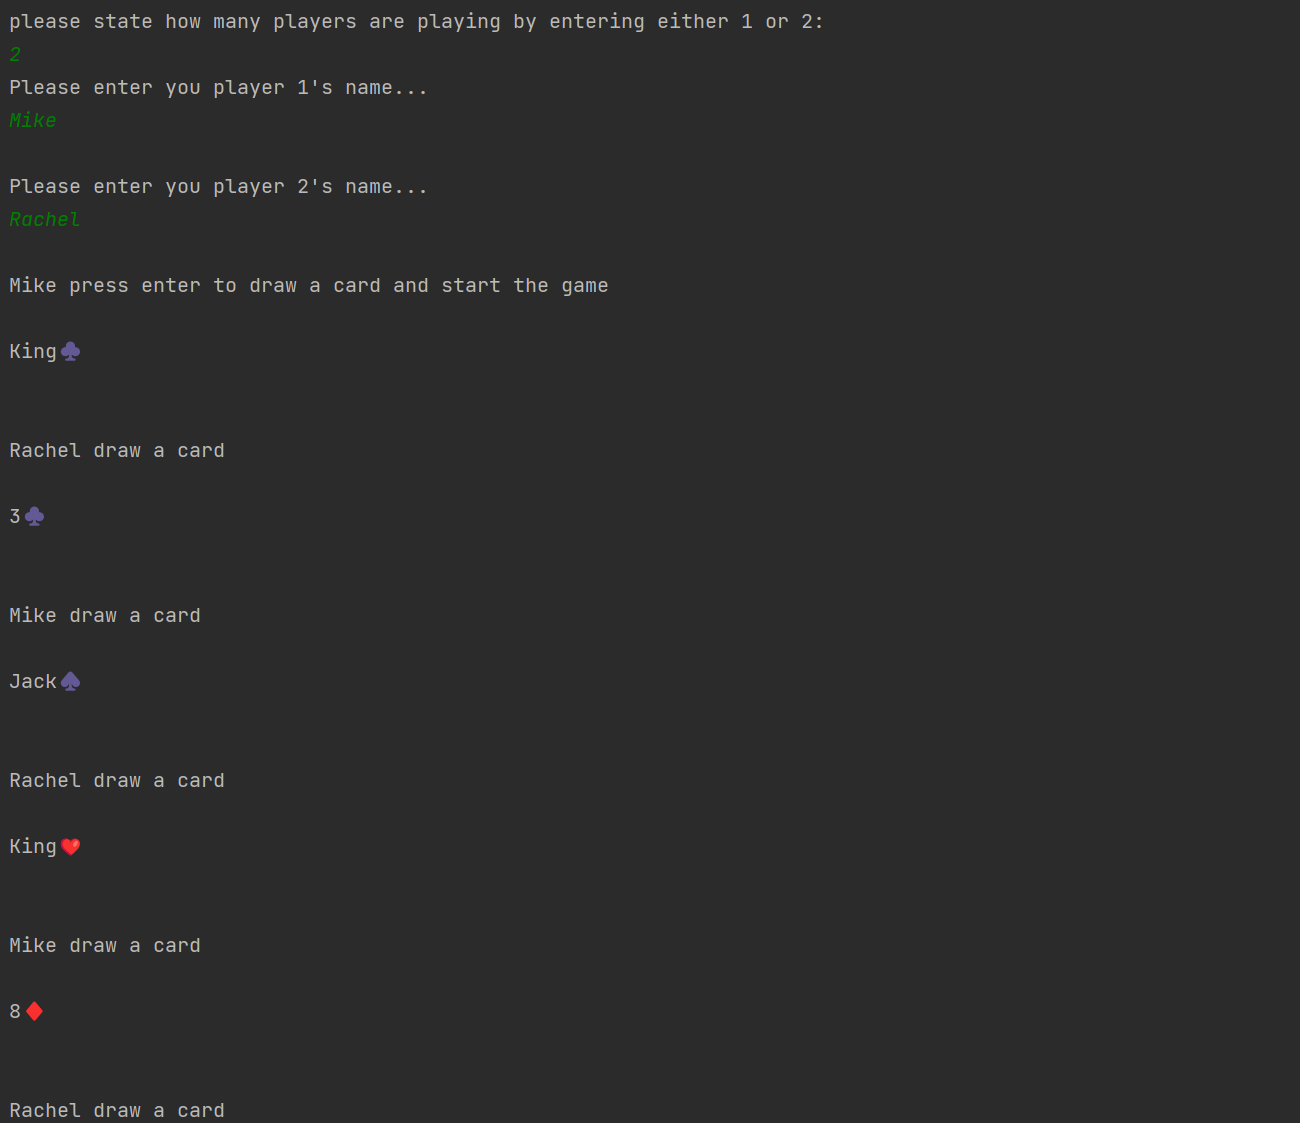 please state how many players are playing by entering either 1 or 2:
2
Please enter you player 1's name...
Mike
Please enter you player 2's name...
Rachel
Mike press enter to draw a card and start the game
King♣
Rachel draw a card
3♣
Mike draw a card
Jack♠
Rachel draw a card
King♥
Mike draw a card
8♦
Rachel draw a card